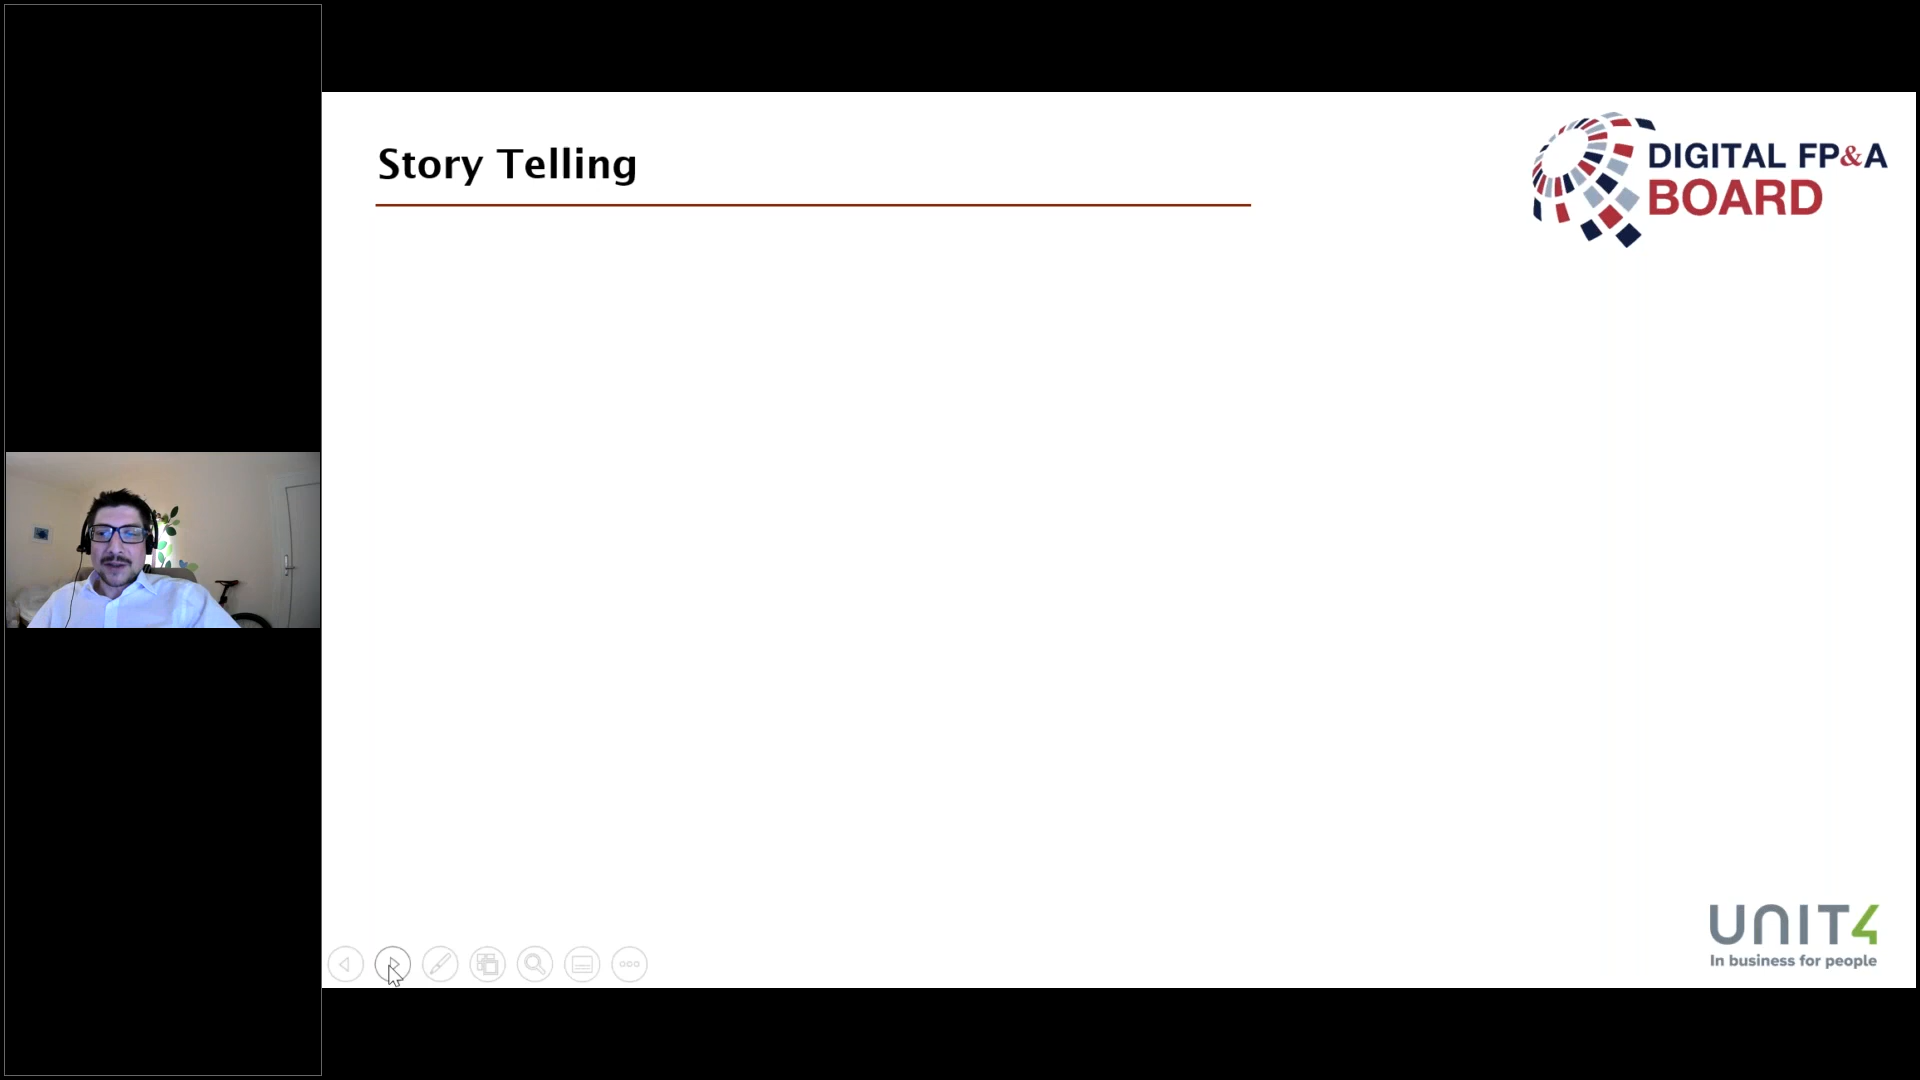 Story Telling
DIGITAL FP&A
BOARD
UNIT4
In business for people